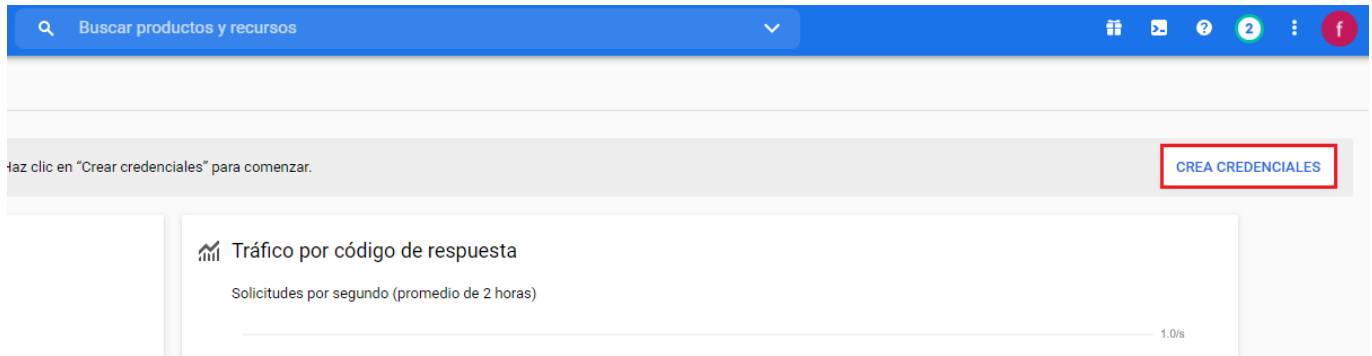 Buscar productos y recursos
2
f
Haz clic en “Crear credenciales” para comenzar.
CREA CREDENCIALES
Tráfico por código de respuesta
Solicitudes por segundo (promedio de 2 horas)
1.0/s